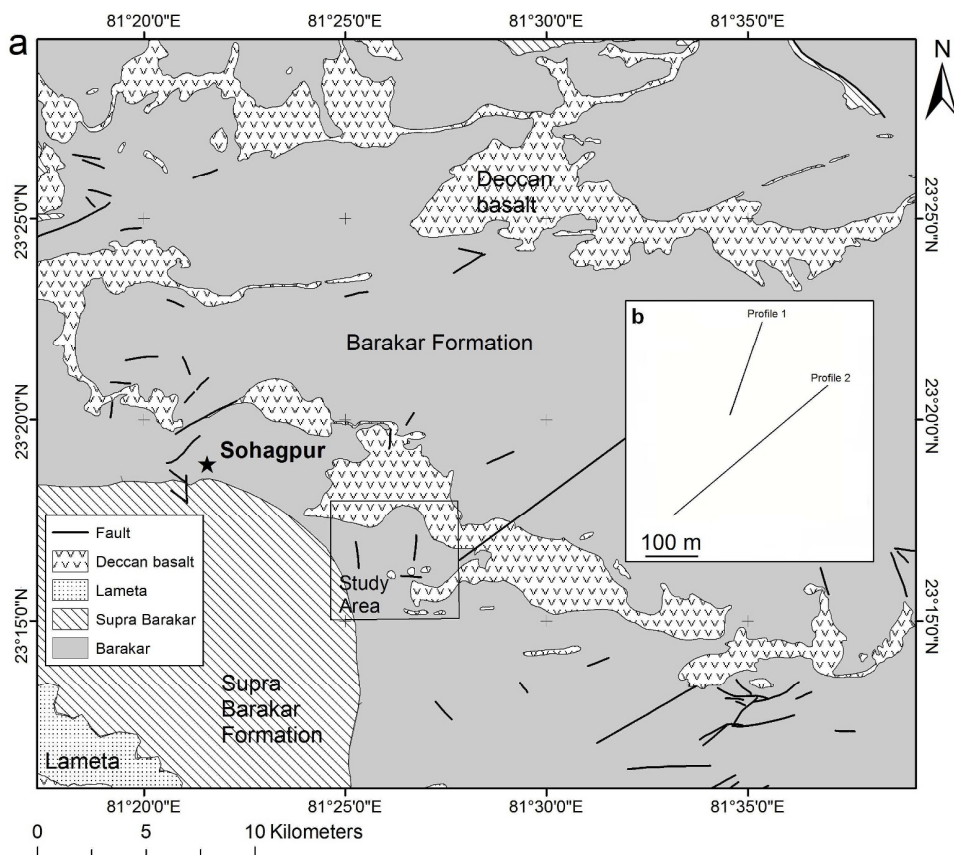 a
81°20'0"E 81°25'0"E 81°30'0"E 81°35'0"E
N
23°25'0"N
23°20'0"N
23°15'0"N
Deccan
basalt
23°25'0"N
23°20'0"N
23°15'0"N
Barakar Formation
b
Profile 1
Profile 2
100 m
Sohagpur
Study
Area
Fault
Deccan basalt
Lameta
Supra Barakar
Barakar
Supra
Barakar
Formation
Lameta
81°20'0"E 81°25'0"E 81°30'0"E 81°35'0"E
0 5 10 Kilometers